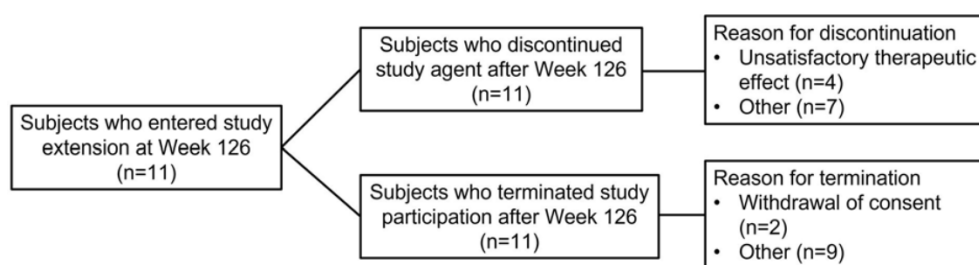 Subjects who entered study
extension at Week 126
(n=11)
Subjects who discontinued
study agent after Week 126
(n=11)
Reason for discontinuation
• Unsatisfactory therapeutic
effect (n=4)
• Other (n=7)
Subjects who terminated study
participation after Week 126
(n=11)
Reason for termination
• Withdrawal of consent
(n=2)
• Other (n=9)